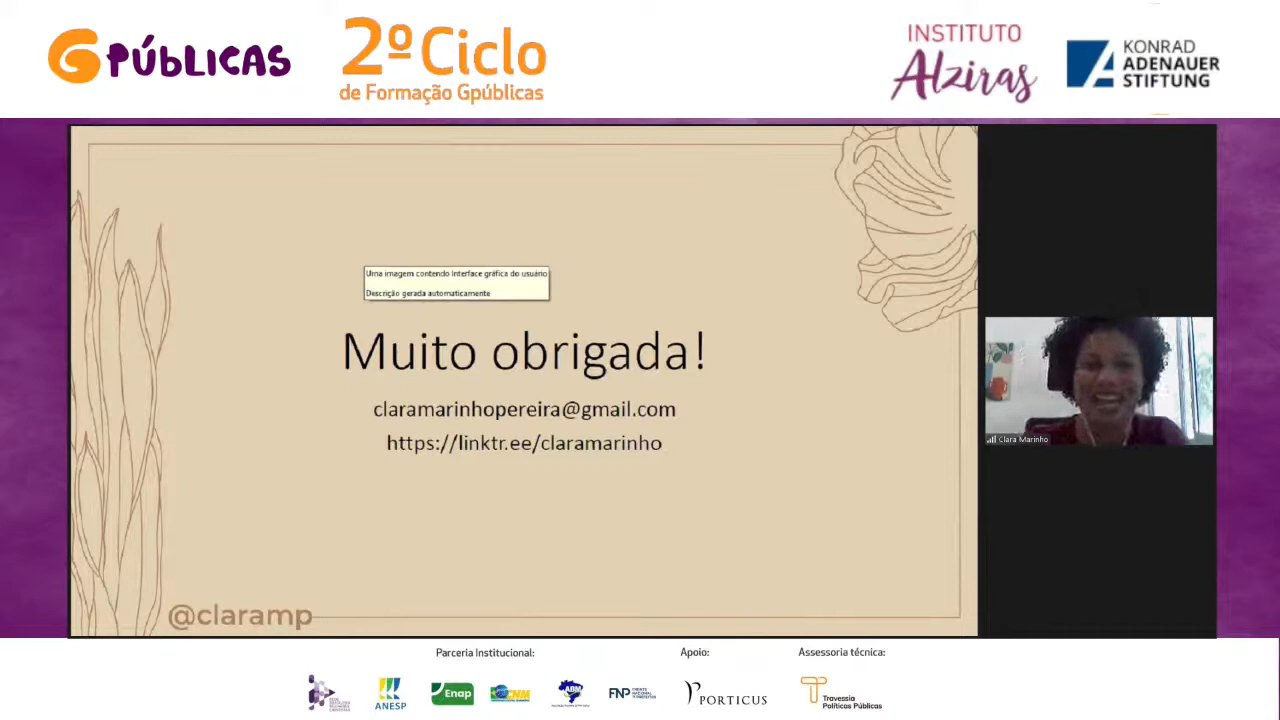 GPÚBLICAS
2º Ciclo
de Formação Gpúblicas
INSTITUTO
Alziras
KONRAD
ADENAUER
STIFTUNG
Uma imagem contendo Interface gráfica do usuário
Descrição gerada automaticamente
Muito obrigada!
claramarinhopereira@gmail.com
https://linktr.ee/claramarinho
Clara Marinho
@claramp
Parceria Institucional:
Apoio:
Assessoria técnica:
ANESP
Enap
CNM
ABM
FNP
PORTICUS
Travessia
Políticas Públicas